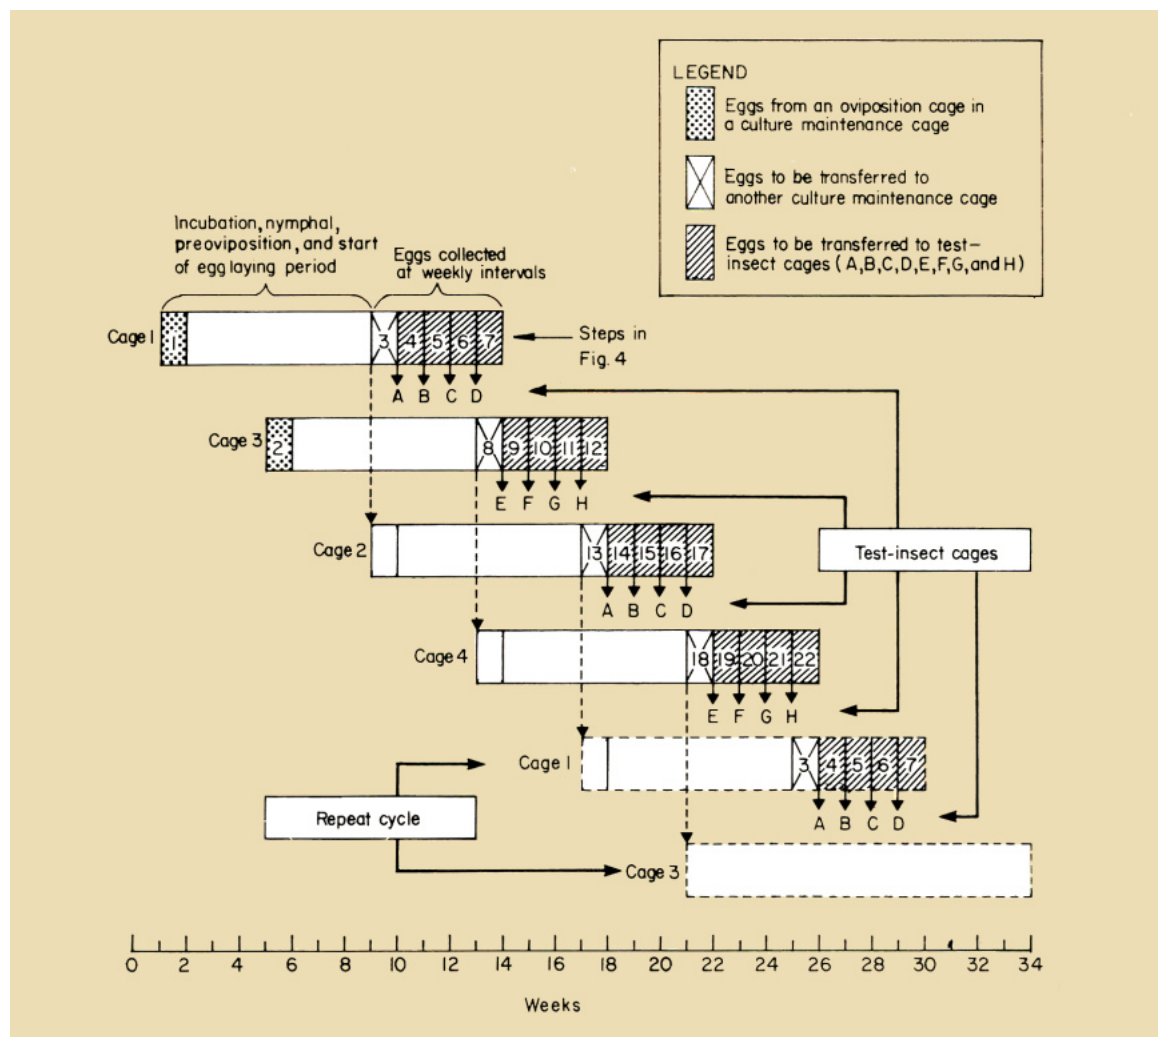 LEGEND
Eggs from an oviposition cage in
a culture maintenance cage
Eggs to be transferred to
another culture maintenance cage
Eggs to be transferred to test-
insect cages (A,B,C,D,E,F,G, and H)
Incubation, nymphal,
preoviposition, and start
of egg laying period
Eggs collected
at weekly intervals
Cage 1
1
3
4
5
6
7
Steps in
Fig. 4
A B C D
Cage 3
2
8
9
10
11
12
E F G H
Cage 2
13
14
15
16
17
Test-insect cages
A B C D
Cage 4
18
19
20
21
22
E F G H
Cage 1
3
4
5
6
7
Repeat cycle
A B C D
Cage 3
0 2 4 6 8 10 12 14 16 18 20 22 24 26 28 30 32 34
Weeks